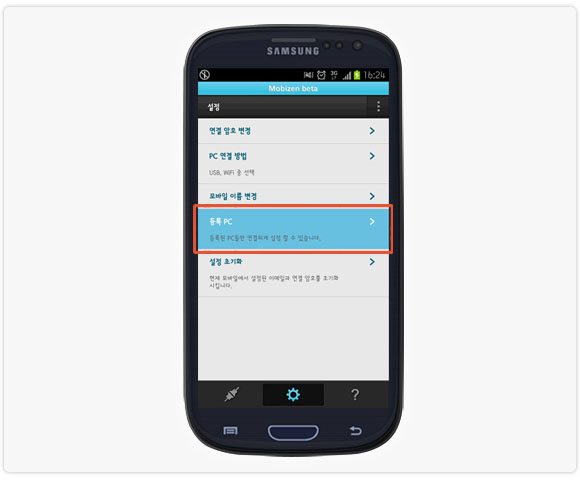 SAMSUNG
3G 16:24
Mobizen beta
설정
연결 암호 변경
PC 연결 방법
USB, WiFi 중 선택
모바일 이름 변경
등록 PC
등록된 PC들만 연결하게 설정 할 수 있습니다.
설정 초기화
현재 모바일에서 설정된 이메일과 연결 암호를 초기화
시킵니다.
?